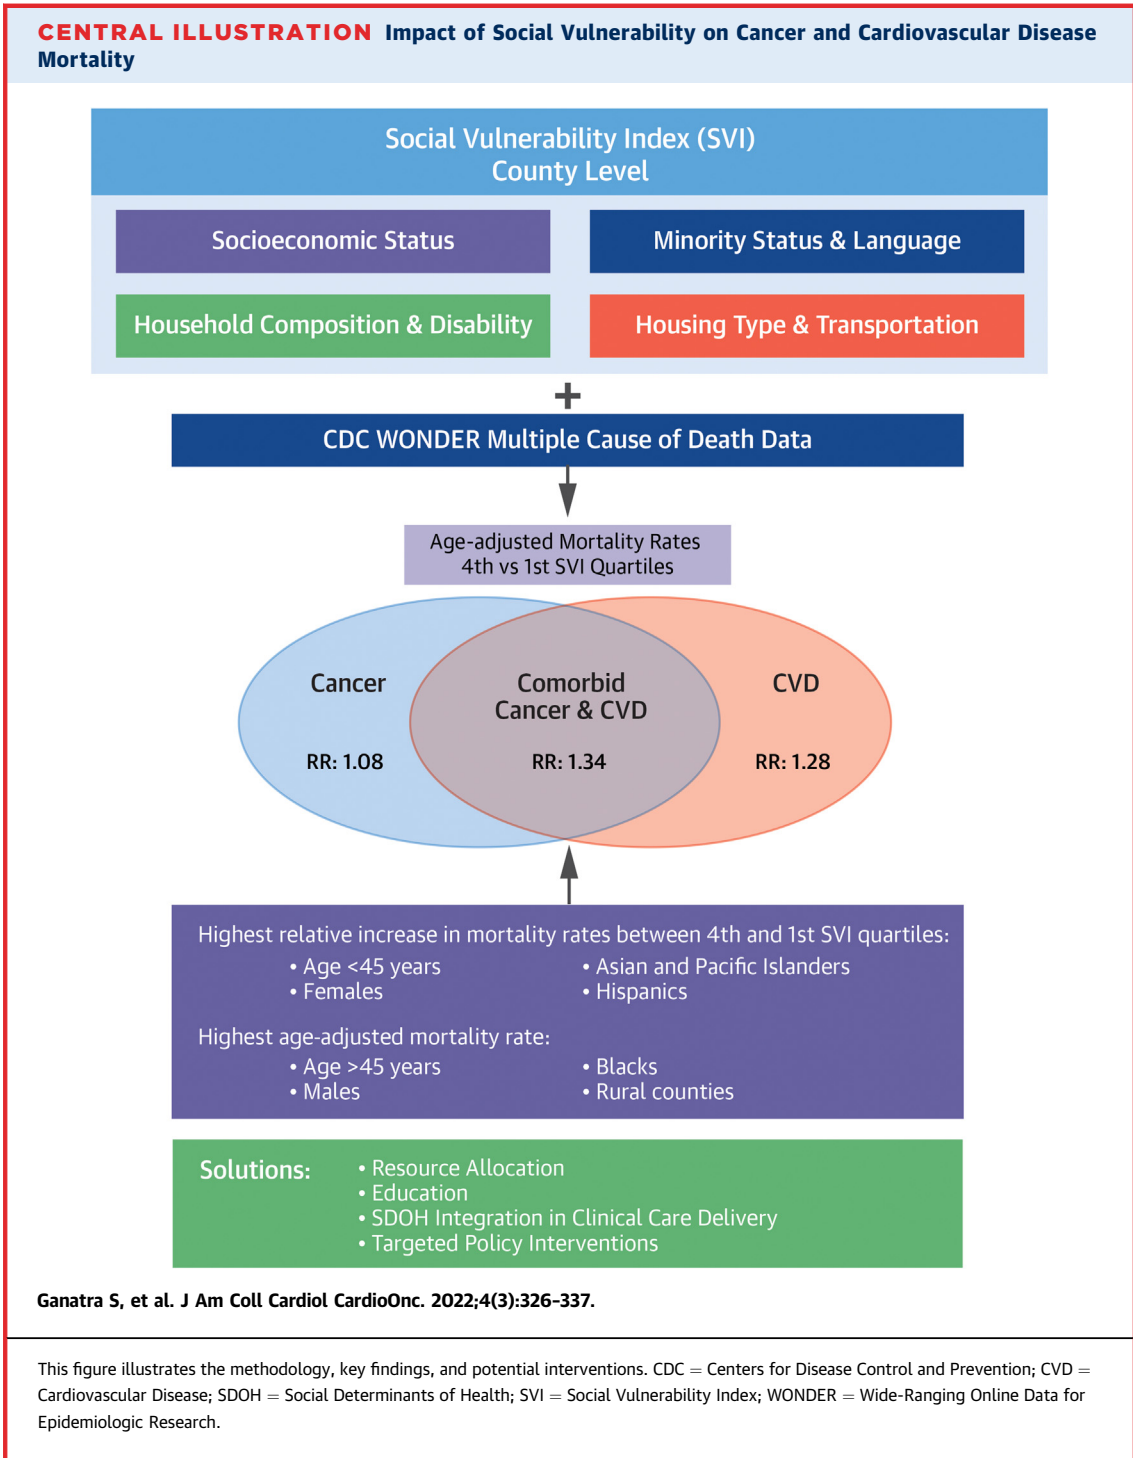 CENTRAL ILLUSTRATION Impact of Social Vulnerability on Cancer and Cardiovascular Disease
Mortality
Social Vulnerability Index (SVI)
County Level
Socioeconomic Status
Minority Status & Language
Household Composition & Disability
Housing Type & Transportation
+
CDC WONDER Multiple Cause of Death Data
Age-adjusted Mortality Rates
4th vs 1st SVI Quartiles
Cancer
RR: 1.08
Comorbid
Cancer & CVD
RR: 1.34
CVD
RR: 1.28
Highest relative increase in mortality rates between 4th and 1st SVI quartiles:
• Age <45 years
• Females
• Asian and Pacific Islanders
• Hispanics
Highest age-adjusted mortality rate:
• Age >45 years
• Males
• Blacks
• Rural counties
Solutions:
• Resource Allocation
• Education
• SDOH Integration in Clinical Care Delivery
• Targeted Policy Interventions
Ganatra S, et al. J Am Coll Cardiol CardioOnc. 2022;4(3):326–337.
This figure illustrates the methodology, key findings, and potential interventions. CDC = Centers for Disease Control and Prevention; CVD =
Cardiovascular Disease; SDOH = Social Determinants of Health; SVI = Social Vulnerability Index; WONDER = Wide-Ranging Online Data for
Epidemiologic Research.